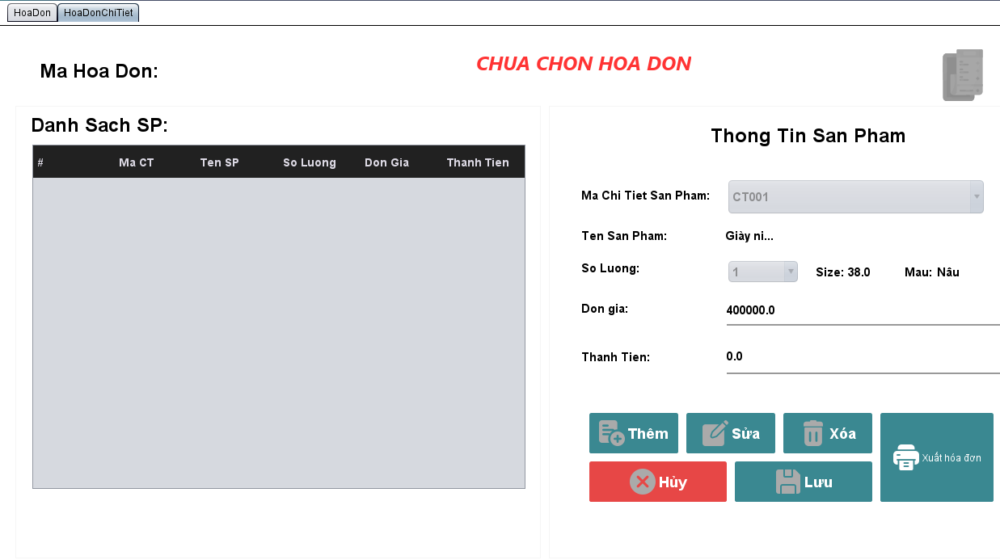 HoaDon HoaDonChiTiet
Ma Hoa Don:
CHUA CHON HOA DON
Danh Sach SP:
# Ma CT Ten SP So Luong Don Gia Thanh Tien
Thong Tin San Pham
Ma Chi Tiet San Pham: CT001
Ten San Pham: Giày ni...
So Luong: 1 Size: 38.0 Mau: Nâu
Don gia: 400000.0
Thanh Tien: 0.0
Thêm Sửa Xóa
Xuất hóa đơn
Hủy Lưu